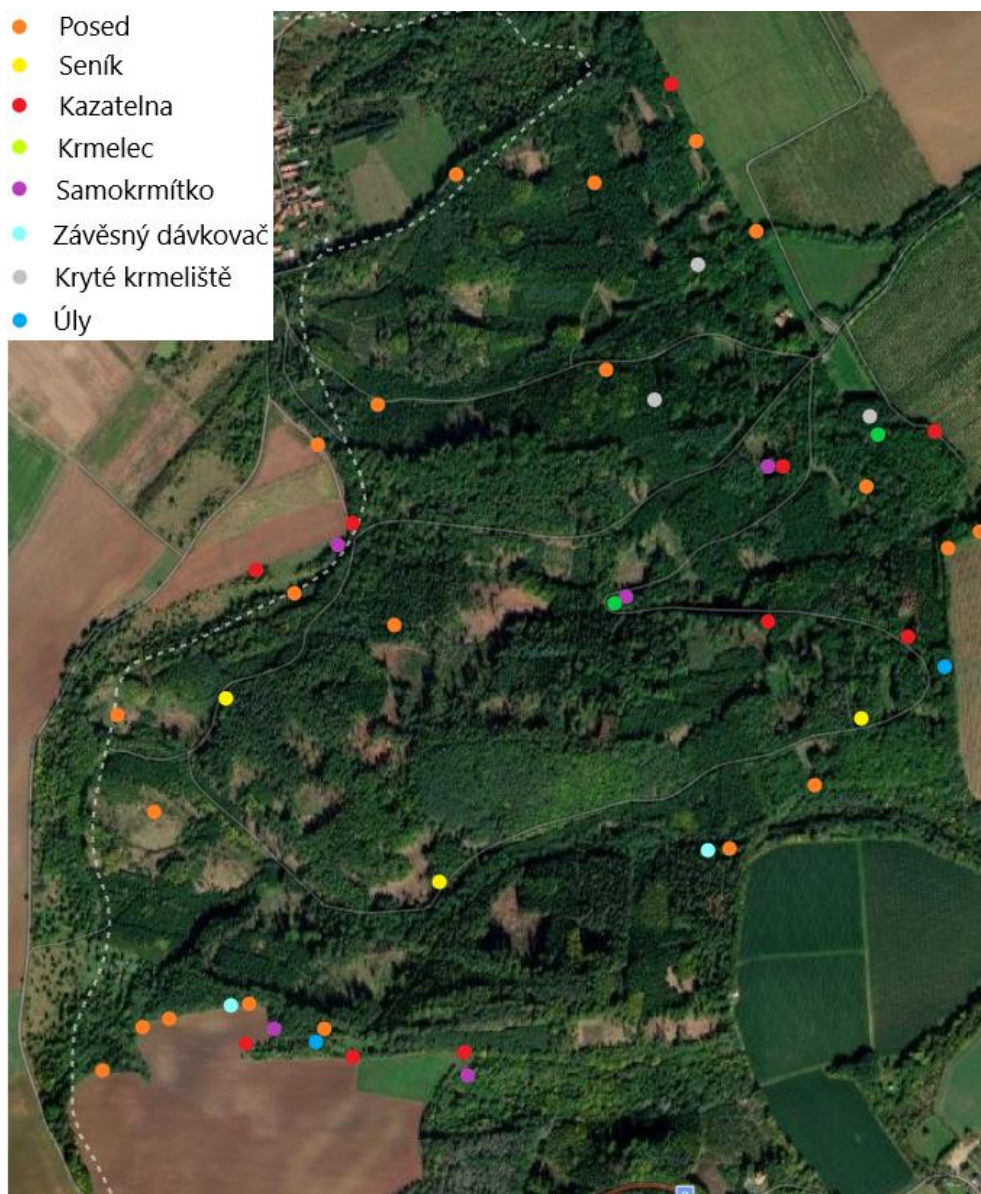 Posed
Seník
Kazatelna
Krmelec
Samokrmítko
Závěsný dávkovač
Kryté krmeliště
Úly